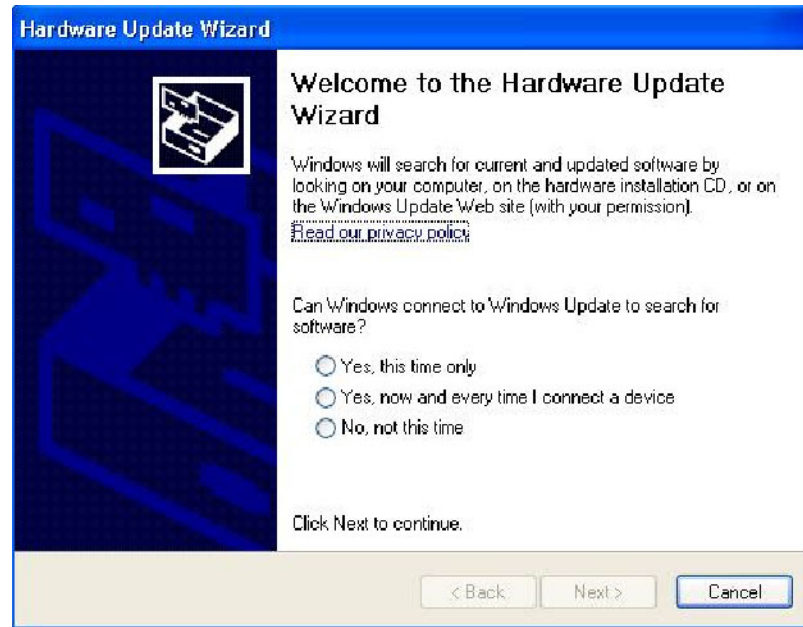 Hardware Update Wizard
Welcome to the Hardware Update
Wizard
Windows will search for current and updated software by
looking on your computer, on the hardware installation CD, or on
the Windows Update Web site (with your permission).
Read our privacy policy
Can Windows connect to Windows Update to search for
software?
Yes, this time only
Yes, now and every time I connect a device
No, not this time
Click Next to continue.
< Back Next > Cancel